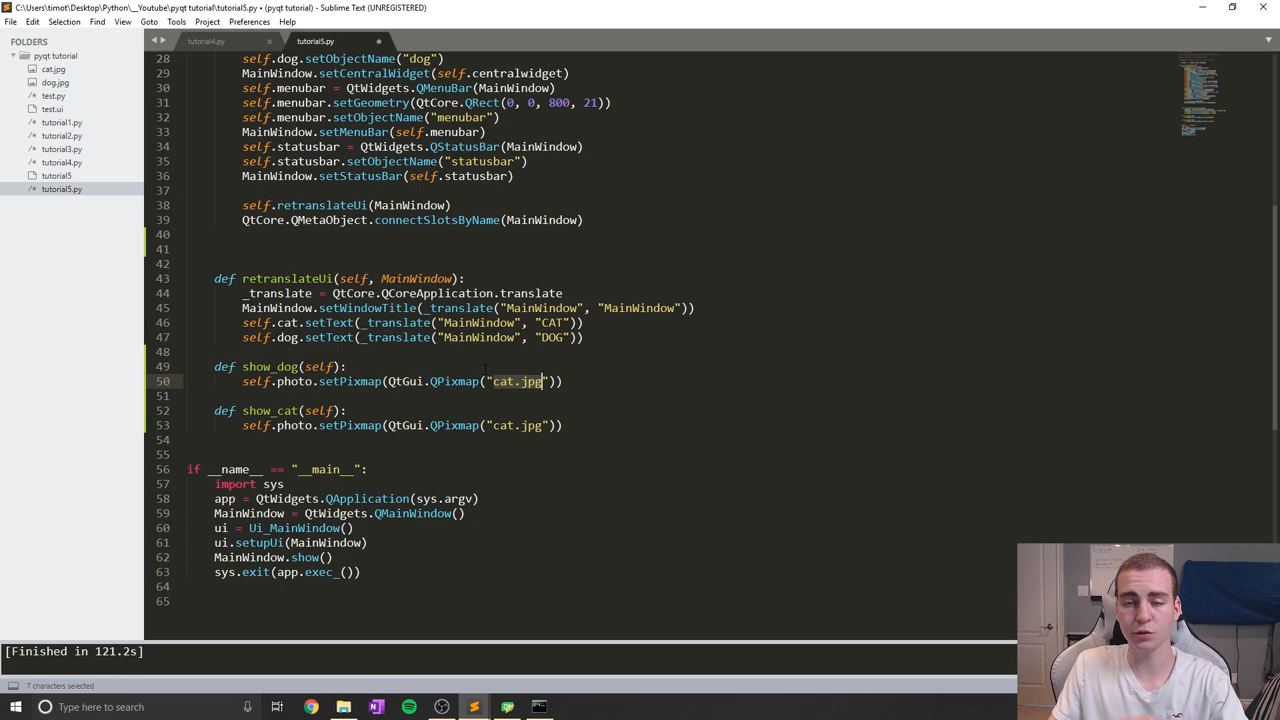 C:\Users\timot\Desktop\Python\__Youtube\pyqt tutorial\tutorial5.py • (pyqt tutorial) - Sublime Text (UNREGISTERED)
File Edit Selection Find View Goto Tools Project Preferences Help
FOLDERS
pyqt tutorial
cat.jpg
dog.jpg
test.py
test.ui
tutorial1.py
tutorial2.py
tutorial3.py
tutorial4.py
tutorial5
tutorial5.py
tutorial4.py tutorial5.py
28 self.dog.setObjectName("dog")
29 MainWindow.setCentralWidget(self.centralwidget)
30 self.menubar = QtWidgets.QMenuBar(MainWindow)
31 self.menubar.setGeometry(QtCore.QRect(0, 0, 800, 21))
32 self.menubar.setObjectName("menubar")
33 MainWindow.setMenuBar(self.menubar)
34 self.statusbar = QtWidgets.QStatusBar(MainWindow)
35 self.statusbar.setObjectName("statusbar")
36 MainWindow.setStatusBar(self.statusbar)
37
38 self.retranslateUi(MainWindow)
39 QtCore.QMetaObject.connectSlotsByName(MainWindow)
40
41
42
43 def retranslateUi(self, MainWindow):
44 _translate = QtCore.QCoreApplication.translate
45 MainWindow.setWindowTitle(_translate("MainWindow", "MainWindow"))
46 self.cat.setText(_translate("MainWindow", "CAT"))
47 self.dog.setText(_translate("MainWindow", "DOG"))
48
49 def show_dog(self):
50 self.photo.setPixmap(QtGui.QPixmap("cat.jpg"))
51
52 def show_cat(self):
53 self.photo.setPixmap(QtGui.QPixmap("cat.jpg"))
54
55
56 if __name__ == "__main__":
57 import sys
58 app = QtWidgets.QApplication(sys.argv)
59 MainWindow = QtWidgets.QMainWindow()
60 ui = Ui_MainWindow()
61 ui.setupUi(MainWindow)
62 MainWindow.show()
63 sys.exit(app.exec_())
64
65
[Finished in 121.2s]
7 characters selected
Type here to search